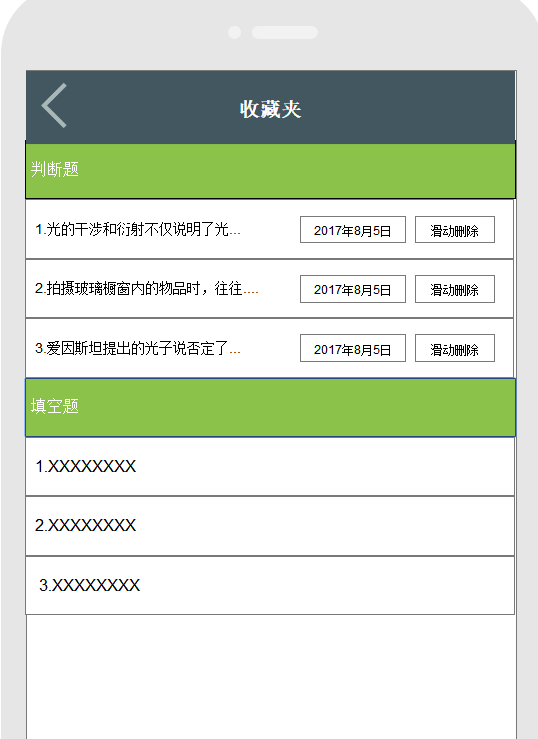 收藏夹
判断题
1.光的干涉和衍射不仅说明了光... 2017年8月5日 滑动删除
2.拍摄玻璃橱窗内的物品时，往往.... 2017年8月5日 滑动删除
3.爱因斯坦提出的光子说否定了... 2017年8月5日 滑动删除
填空题
1.XXXXXXXX
2.XXXXXXXX
3.XXXXXXXX